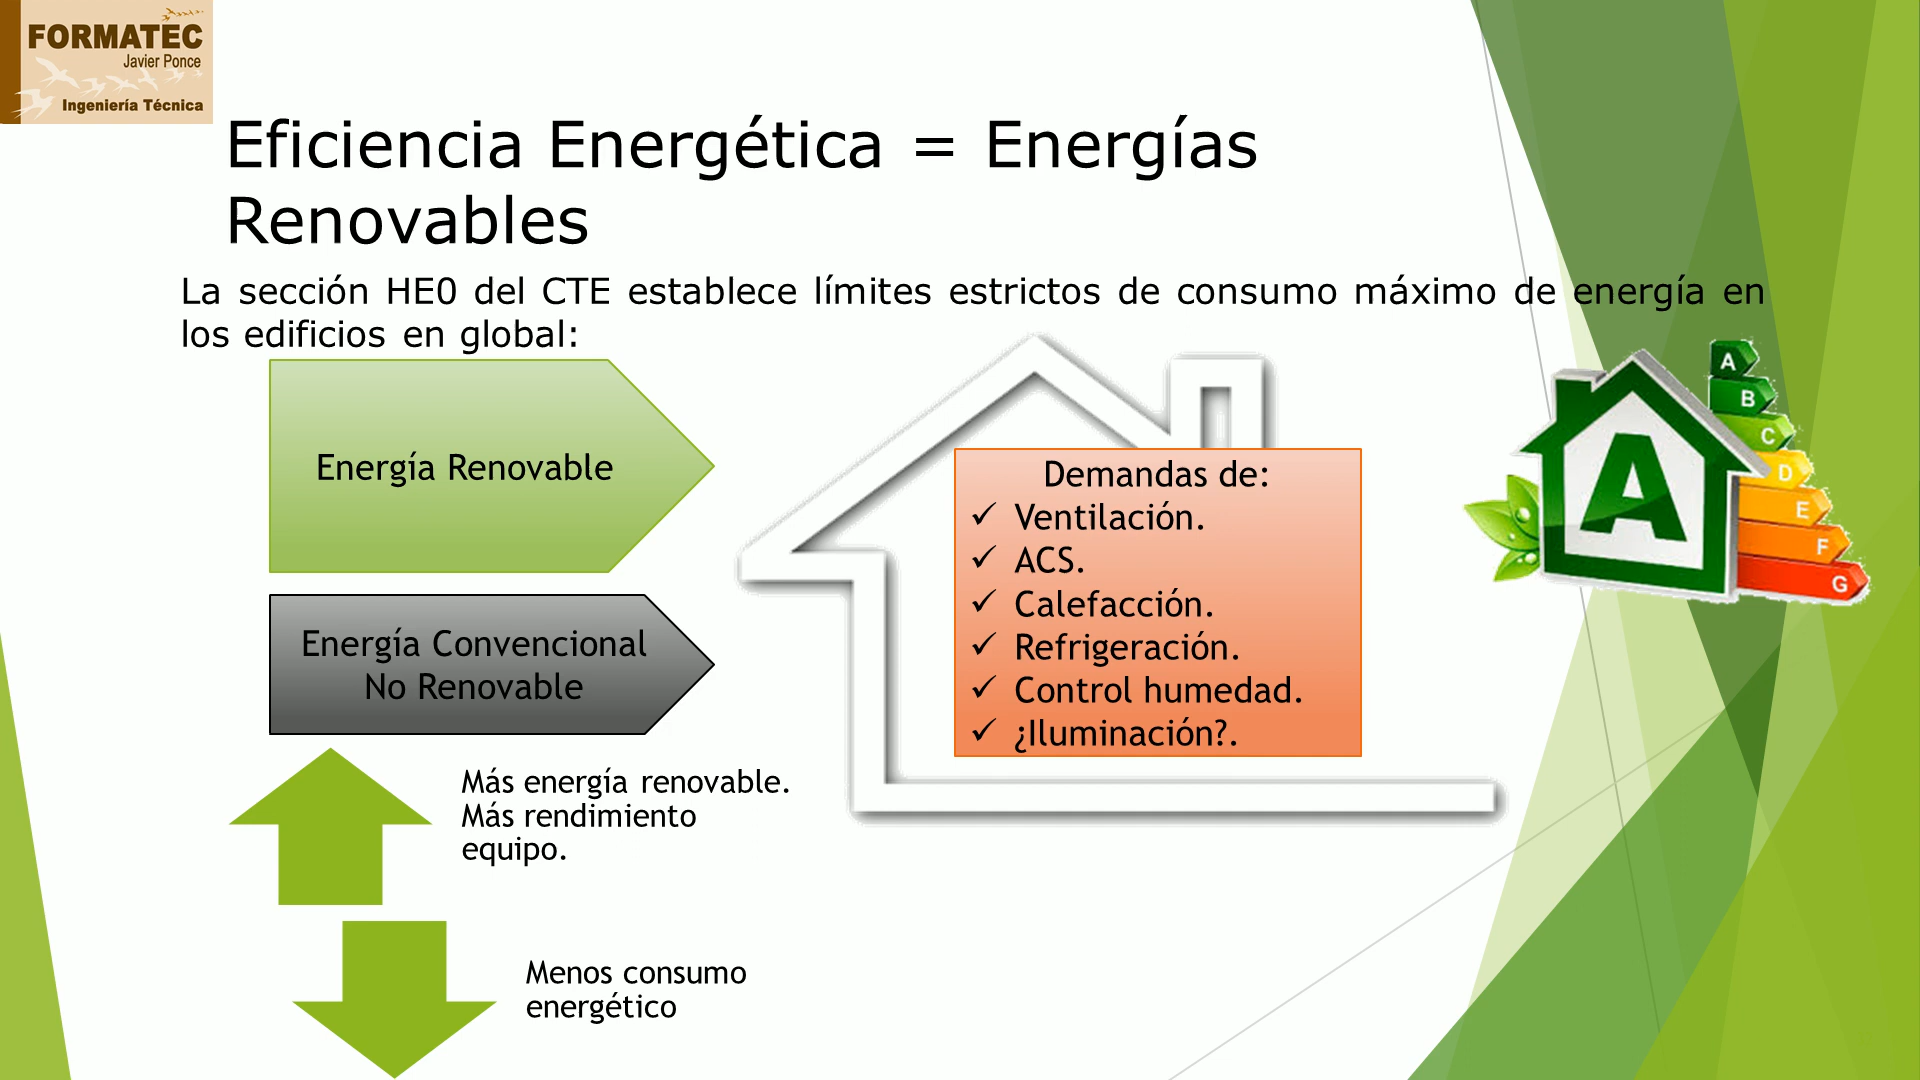 FORMATEC
Javier Ponce
Ingeniería Técnica
Eficiencia Energética = Energías
Renovables
La sección HE0 del CTE establece límites estrictos de consumo máximo de energía en
los edificios en global:
Energía Renovable
Energía Convencional
No Renovable
Demandas de:
✓ Ventilación.
✓ ACS.
✓ Calefacción.
✓ Refrigeración.
✓ Control humedad.
✓ ¿Iluminación?.
A
A
B
C
D
E
F
G
Más energía renovable.
Más rendimiento
equipo.
Menos consumo
energético